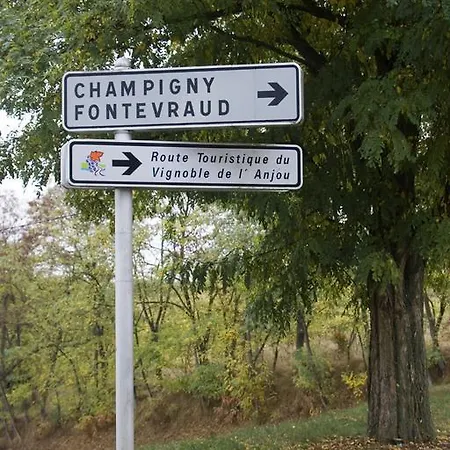 CHAMPIGNY
FONTEVRAUD
Route Touristique du
Vignoble de l' Anjou